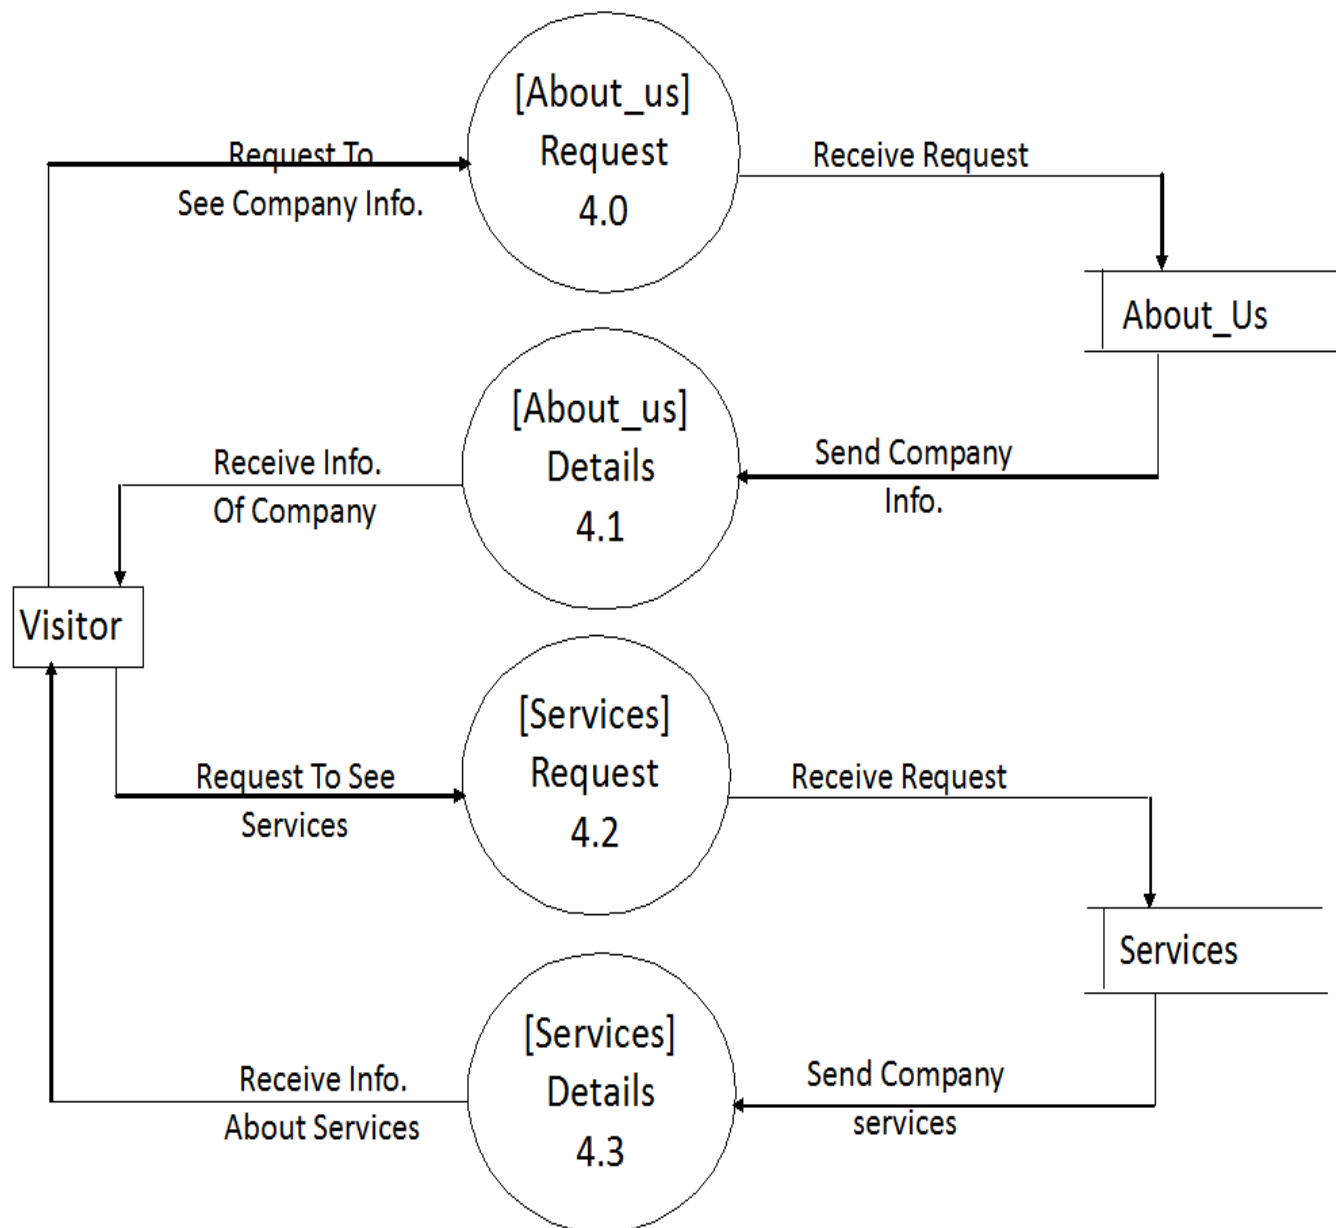 [About_us]
Request
4.0
Request To
See Company Info.
Receive Request
About_Us
[About_us]
Details
4.1
Send Company
Info.
Receive Info.
Of Company
Visitor
[Services]
Request
4.2
Request To See
Services
Receive Request
Services
[Services]
Details
4.3
Send Company
services
Receive Info.
About Services